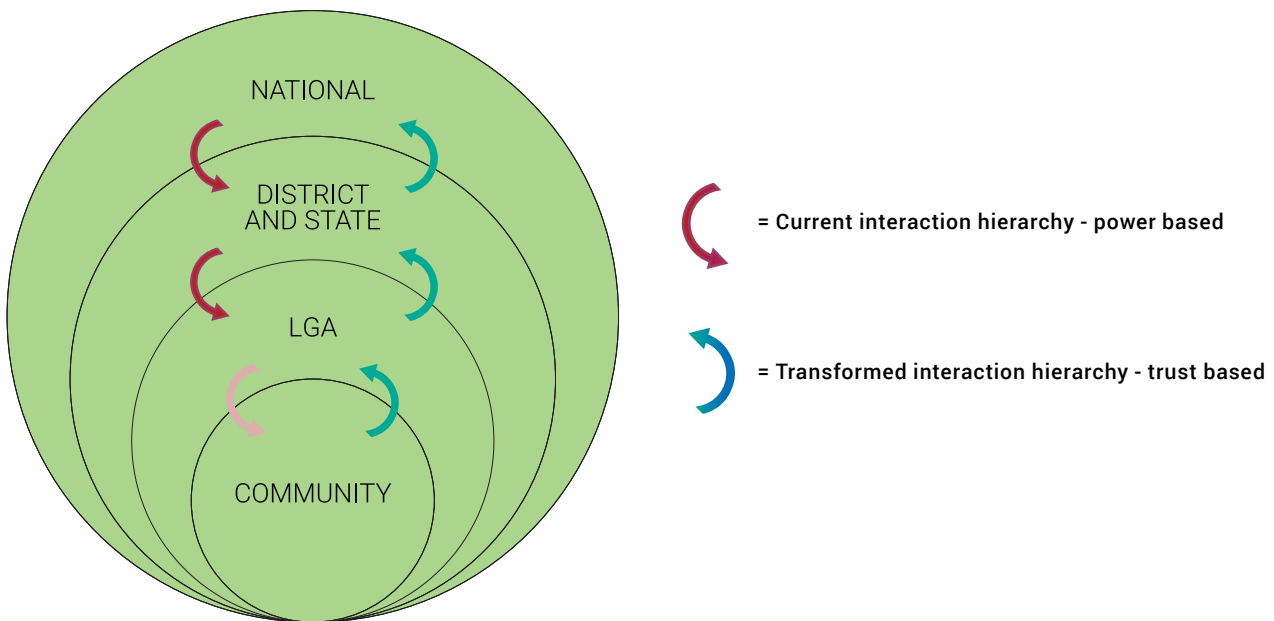 NATIONAL
DISTRICT
AND STATE
LGA
COMMUNITY
= Current interaction hierarchy - power based
= Transformed interaction hierarchy - trust based